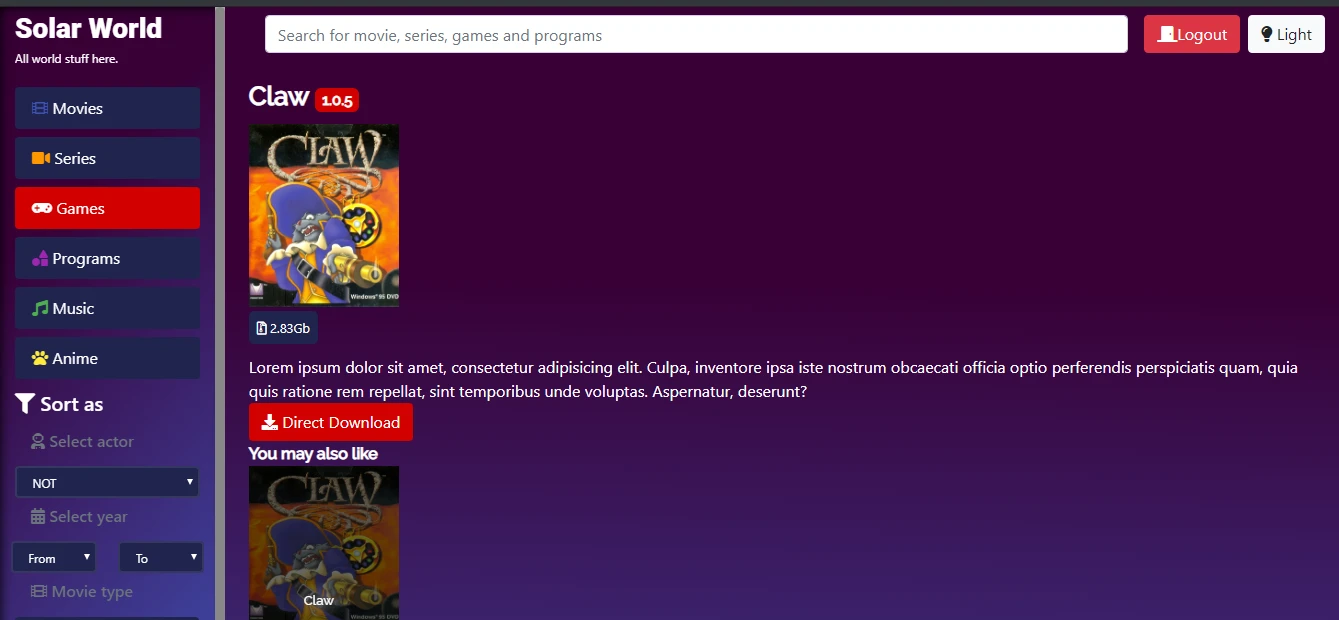 Solar World
All world stuff here.
Movies
Series
Games
Programs
Music
Anime
Sort as
Select actor
NOT
Select year
From To
Movie type
Search for movie, series, games and programs
Logout
Light
Claw 1.0.5
CLAW
Windows® 95 DVD
2.83Gb
Lorem ipsum dolor sit amet, consectetur adipisicing elit. Culpa, inventore ipsa iste nostrum obcaecati officia optio perferendis perspiciatis quam, quia
quis ratione rem repellat, sint temporibus unde voluptas. Aspernatur, deserunt?
Direct Download
You may also like
CLAW
Claw
Windows® 95 DVD